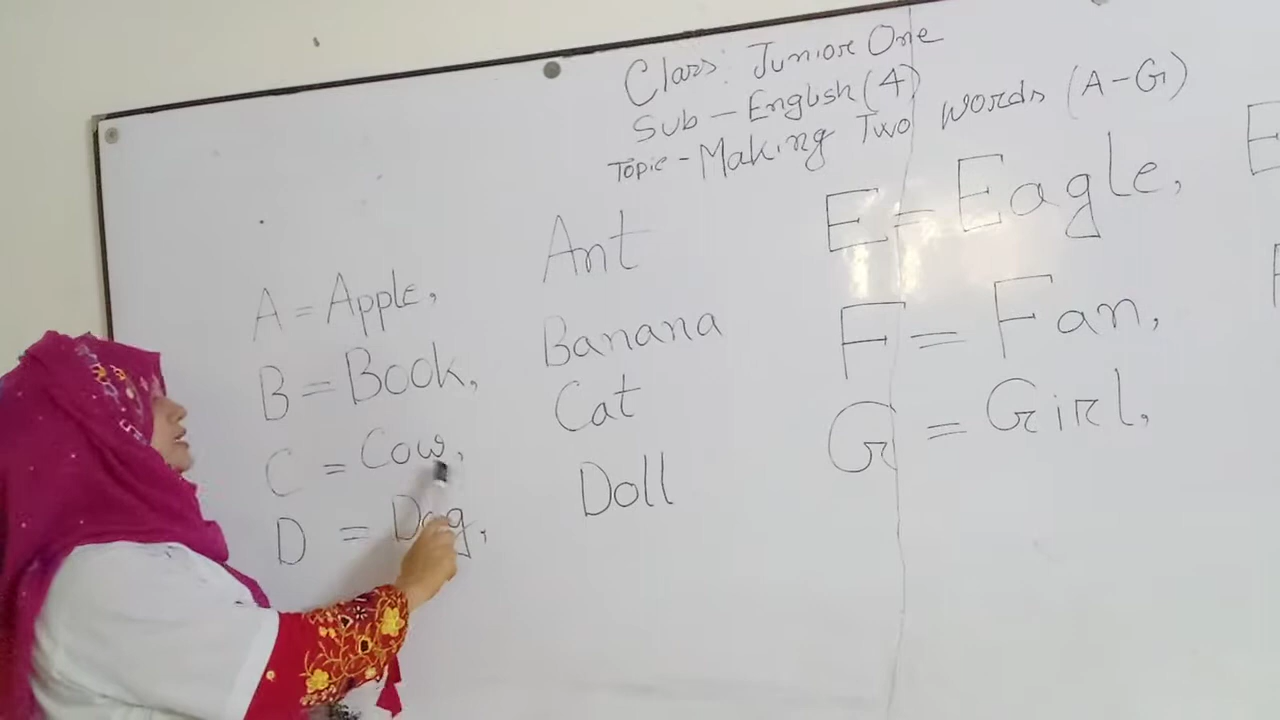 Class: Junior One
Sub - English (4)
Topic - Making Two words (A-G)
A = Apple, Ant
B = Book, Banana
C = Cow, Cat
D = Dog, Doll
E = Eagle, E
F = Fan,
G = Girl,